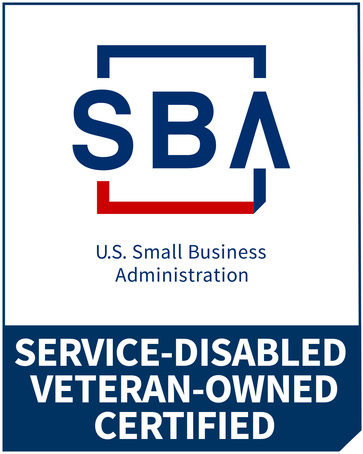 SBA
U.S. Small Business
Administration
SERVICE-DISABLED
VETERAN-OWNED
CERTIFIED